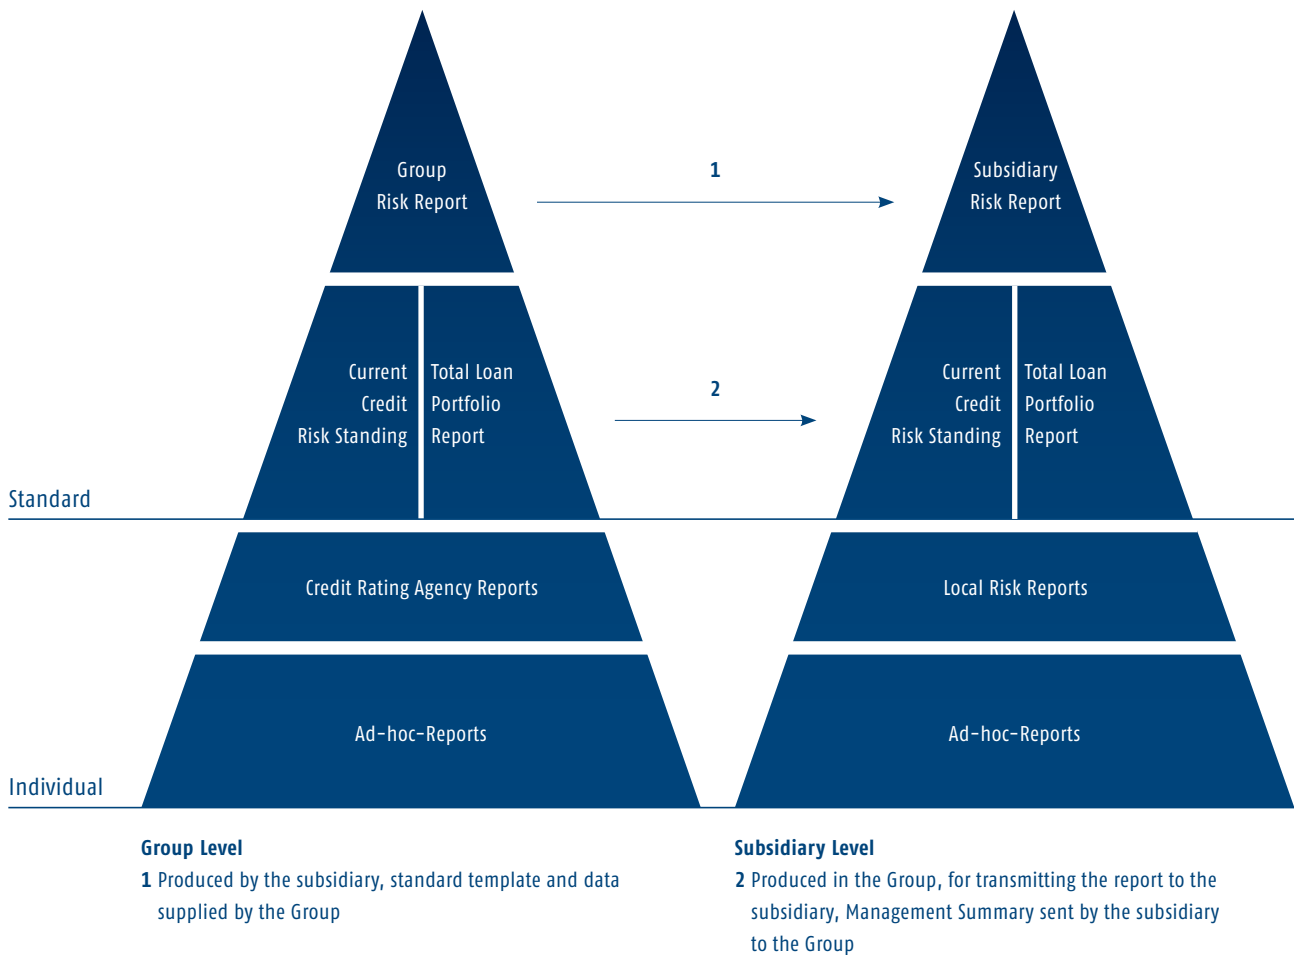 Group
Risk Report
1
Subsidiary
Risk Report
Current
Credit
Risk Standing
Total Loan
Portfolio
Report
2
Current
Credit
Risk Standing
Total Loan
Portfolio
Report
Standard
Credit Rating Agency Reports
Local Risk Reports
Ad-hoc-Reports
Ad-hoc-Reports
Individual
Group Level
1 Produced by the subsidiary, standard template and data
supplied by the Group
Subsidiary Level
2 Produced in the Group, for transmitting the report to the
subsidiary, Management Summary sent by the subsidiary
to the Group